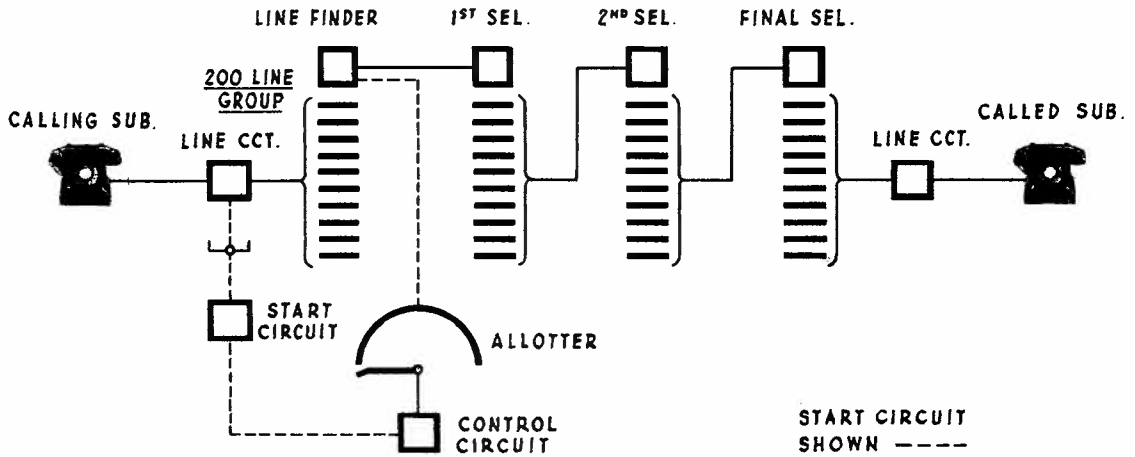 LINE FINDER
1ST SEL.
2ND SEL.
FINAL SEL.
200 LINE
GROUP
CALLING SUB.
LINE CCT.
LINE CCT.
CALLED SUB.
START
CIRCUIT
ALLOTTER
CONTROL
CIRCUIT
START CIRCUIT
SHOWN ----